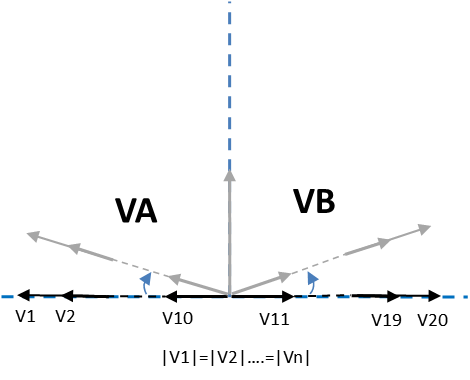 VA VB
V1 V2 V10 V11 V19 V20
|V1|=|V2|....=|Vn|